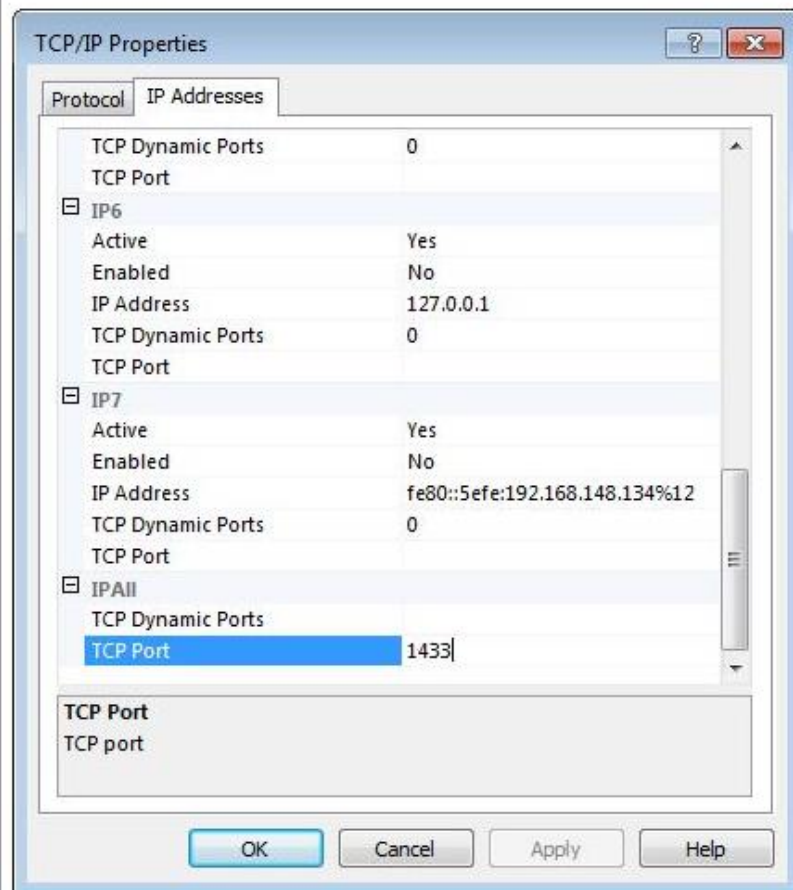 TCP/IP Properties
Protocol IP Addresses
TCP Dynamic Ports 0
TCP Port
IP6
Active Yes
Enabled No
IP Address 127.0.0.1
TCP Dynamic Ports 0
TCP Port
IP7
Active Yes
Enabled No
IP Address fe80::5efe:192.168.148.134%12
TCP Dynamic Ports 0
TCP Port
IPAll
TCP Dynamic Ports
TCP Port 1433
TCP Port
TCP port
OK Cancel Apply Help